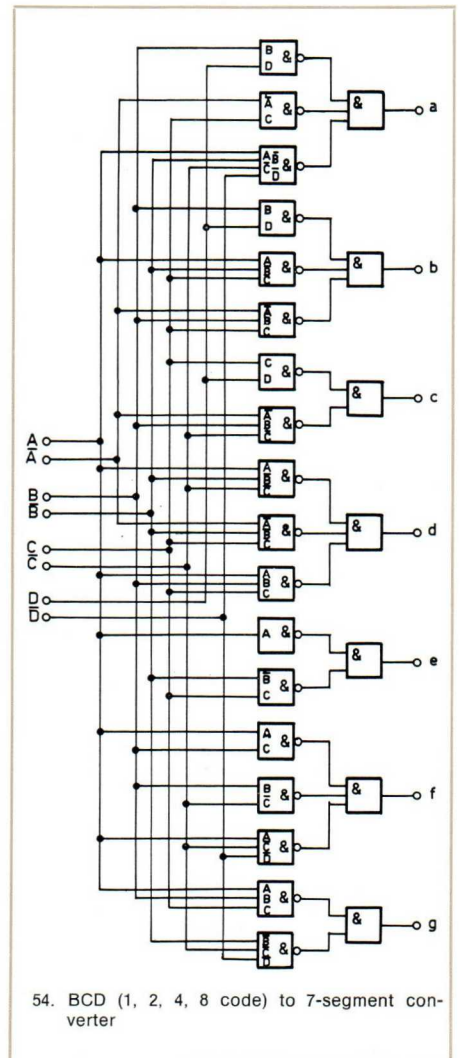 B &
D
& a
Ā &
C
A B̄ &
C̄ D̄
B &
D
& b
A
B̄ &
C
Ā
B &
C
C &
D
& c
Ā
B &
C̄
A
Ā
B
B̄
C
C̄
D
D̄
A
B̄ &
C̄
& d
Ā
B̄ &
C
A
B &
C
A &
& e
B̄
C &
A &
C
& f
B
C̄ &
A
C̄ &
D̄
A
B &
C
& g
B̄
C̄ &
D̄
54. BCD (1, 2, 4, 8 code) to 7-segment con-
verter